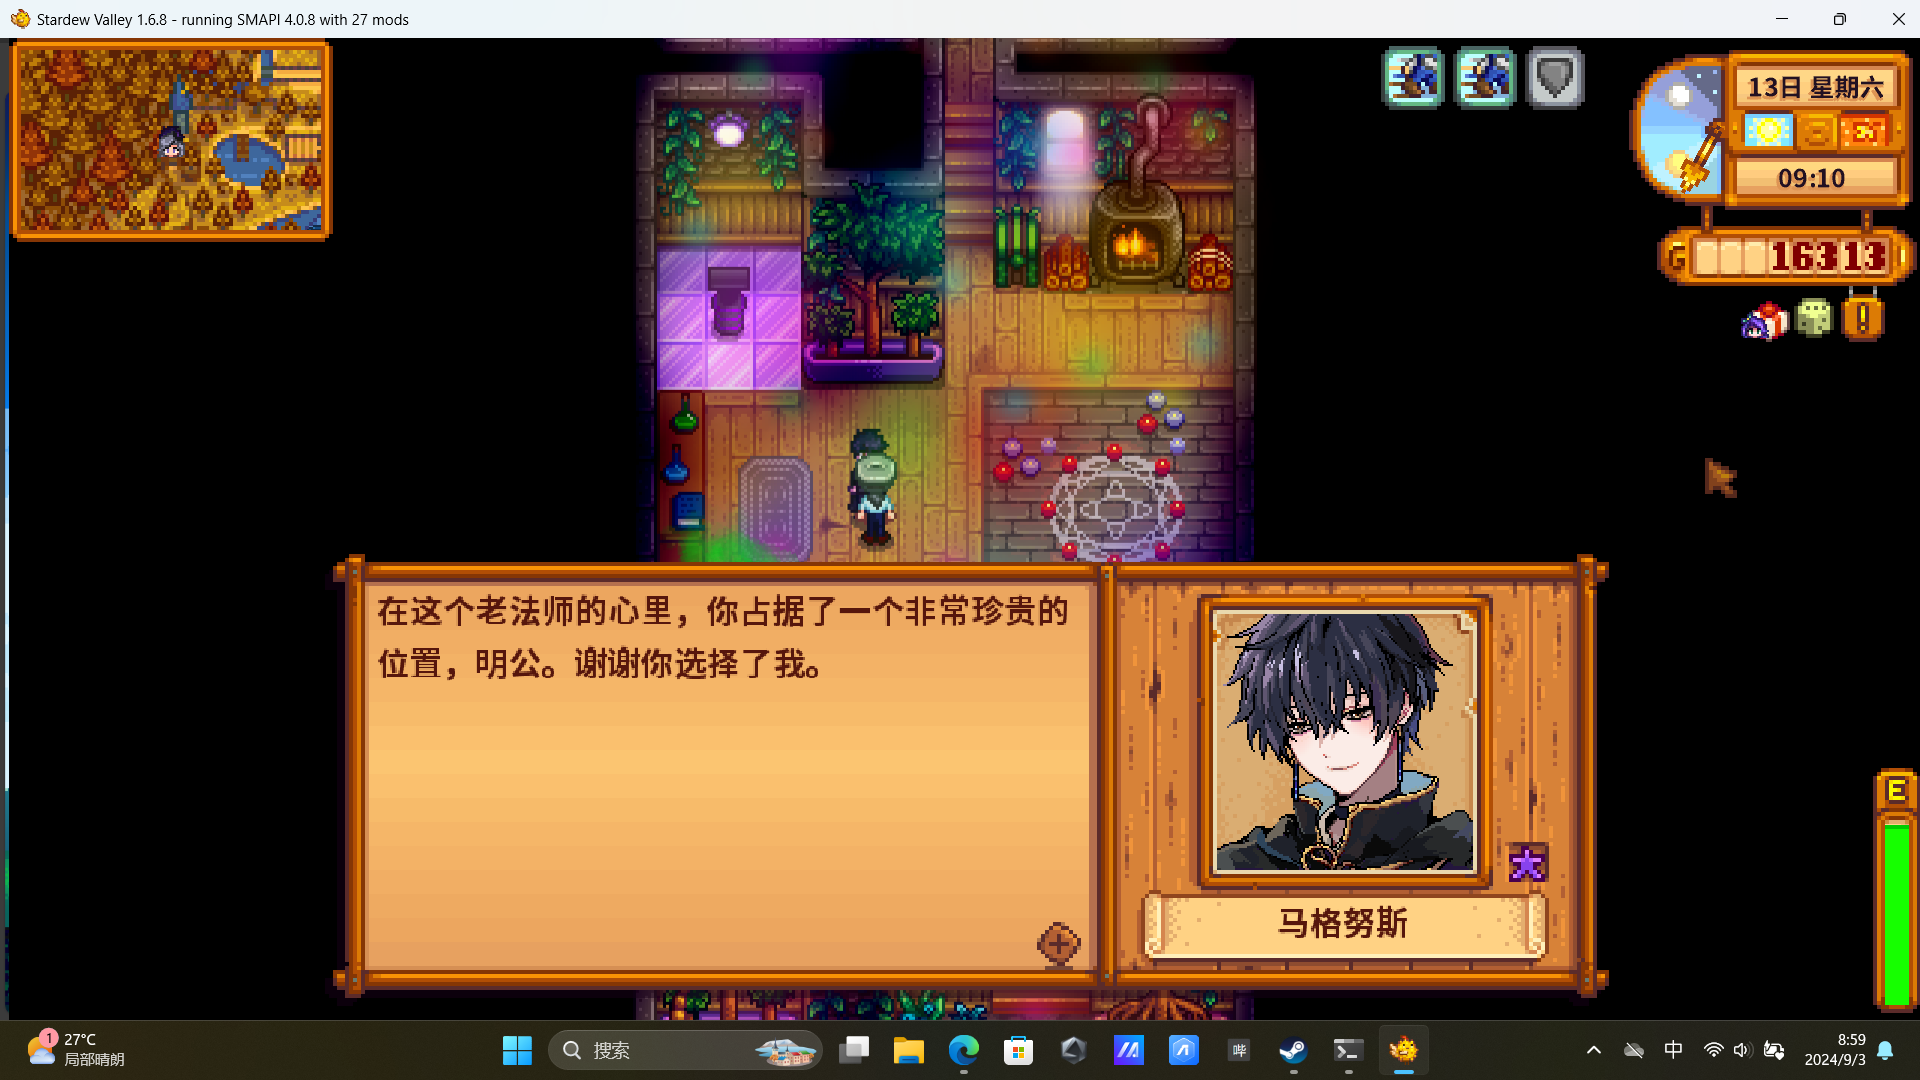 Stardew Valley 1.6.8 - running SMAPI 4.0.8 with 27 mods
13日 星期六
09:10
G 16313
在这个老法师的心里，你占据了一个非常珍贵的
位置，明公。谢谢你选择了我。
马格努斯
E
1
27°C
局部晴朗
搜索
哔
中
8:59
2024/9/3